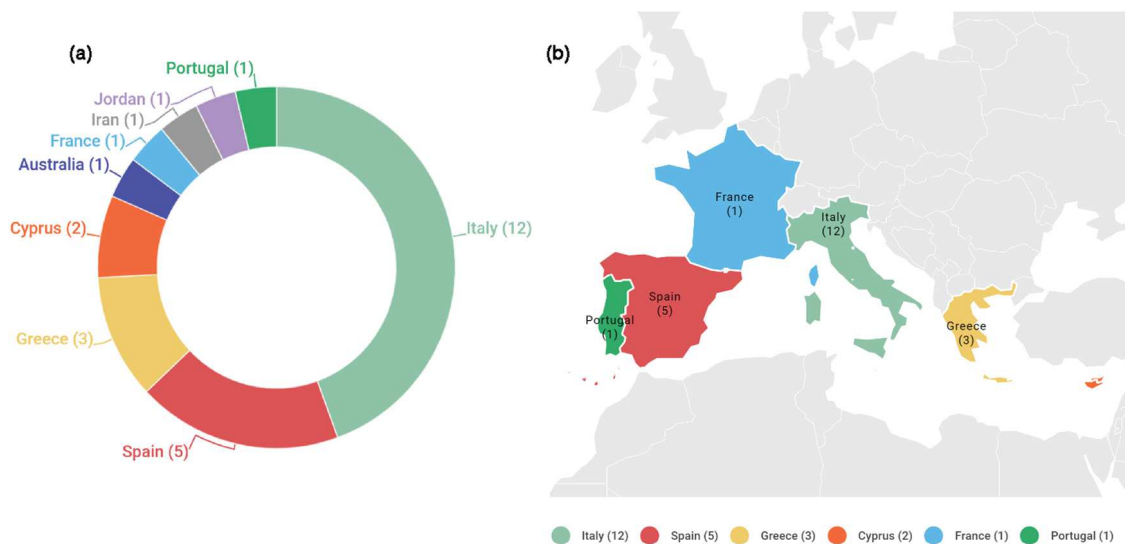 (a)
Portugal (1)
Jordan (1)
Iran (1)
France (1)
Australia (1)
Cyprus (2)
Greece (3)
Spain (5)
Italy (12)
(b)
France
(1)
Italy
(12)
Spain
(5)
Portugal
(1)
Greece
(3)
Italy (12) Spain (5) Greece (3) Cyprus (2) France (1) Portugal (1)